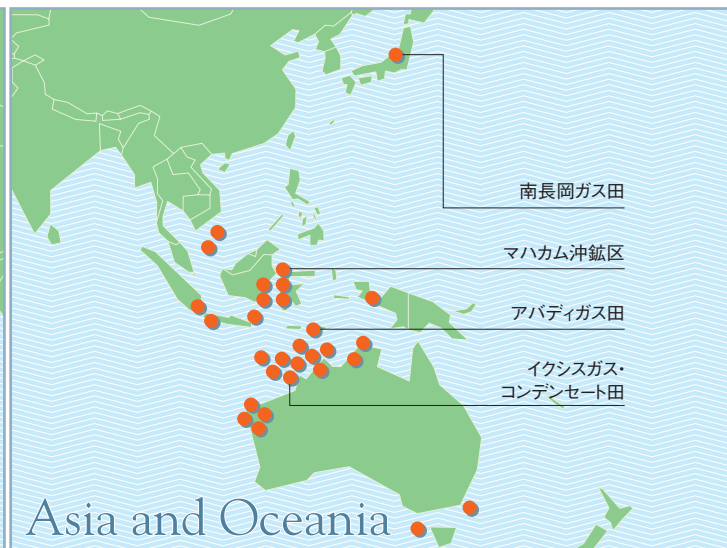 南長岡ガス田
マハカム沖鉱区
アバディガス田
イクシスガス・
コンデンセート田
Asia and Oceania